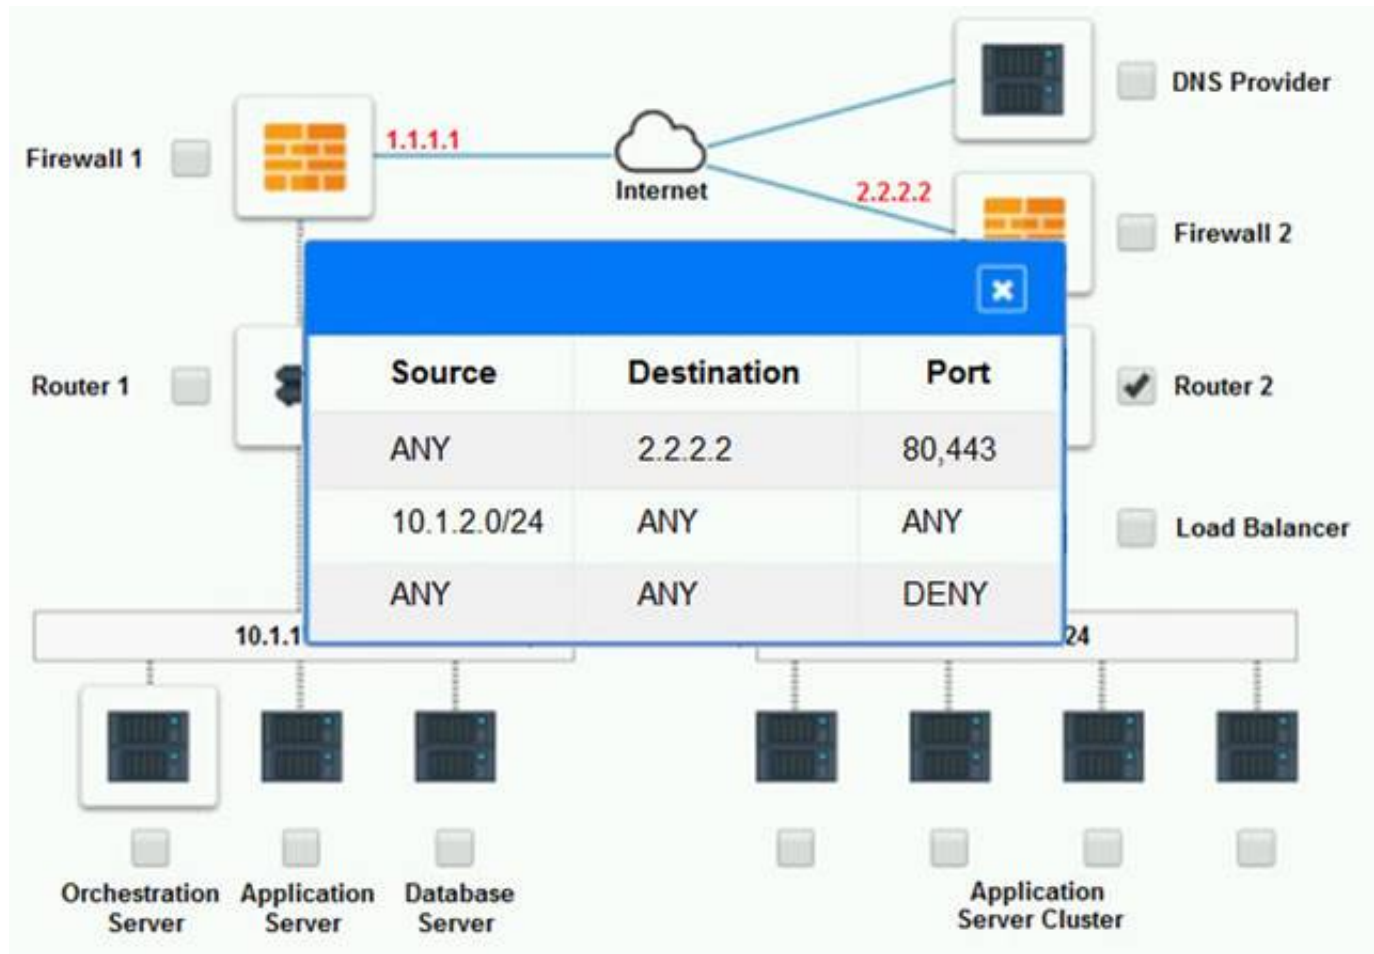 DNS Provider
1.1.1.1
Firewall 1
Internet
2.2.2.2
Firewall 2
Source Destination Port
Router 1
Router 2
ANY 2.2.2.2 80,443
10.1.2.0/24 ANY ANY
Load Balancer
ANY ANY DENY
10.1.1
24
Orchestration Server
Application Server
Database Server
Application Server Cluster